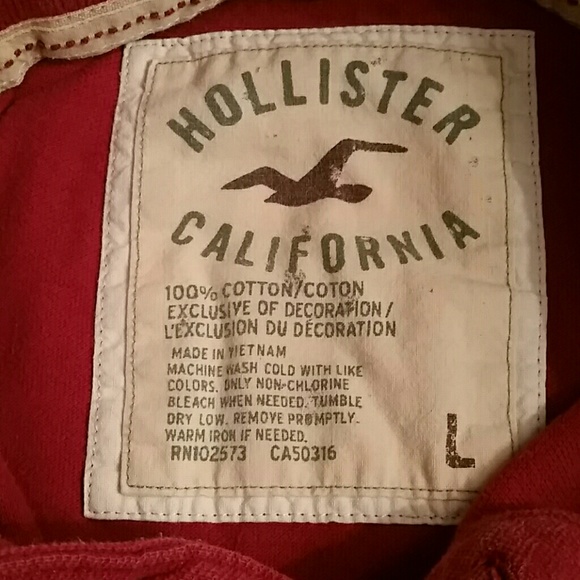 HOLLISTER
CALIFORNIA
100% COTTON/COTON
EXCLUSIVE OF DECORATION/
L'EXCLUSION DU DÉCORATION
MADE IN VIETNAM
MACHINE WASH COLD WITH LIKE
COLORS. ONLY NON-CHLORINE
BLEACH WHEN NEEDED. TUMBLE
DRY LOW. REMOVE PROMPTLY.
WARM IRON IF NEEDED.
RN102573 CA50316
L